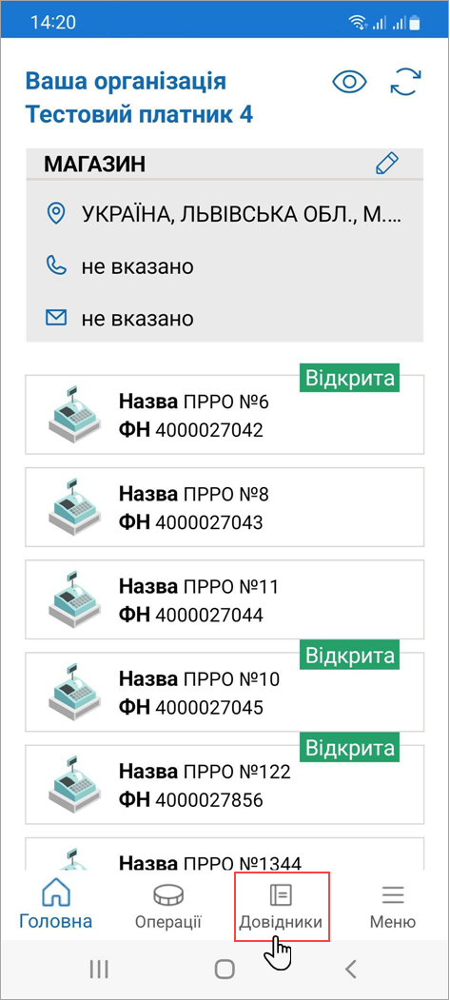 14:20
Ваша організація
Тестовий платник 4
МАГАЗИН
УКРАЇНА, ЛЬВІВСЬКА ОБЛ., М....
не вказано
не вказано
Відкрита
Назва ПРРО №6
ФН 4000027042
Назва ПРРО №8
ФН 4000027043
Назва ПРРО №11
ФН 4000027044
Відкрита
Назва ПРРО №10
ФН 4000027045
Відкрита
Назва ПРРО №122
ФН 4000027856
Назва ПРРО №1344
Головна
Операції
Довідники
Меню